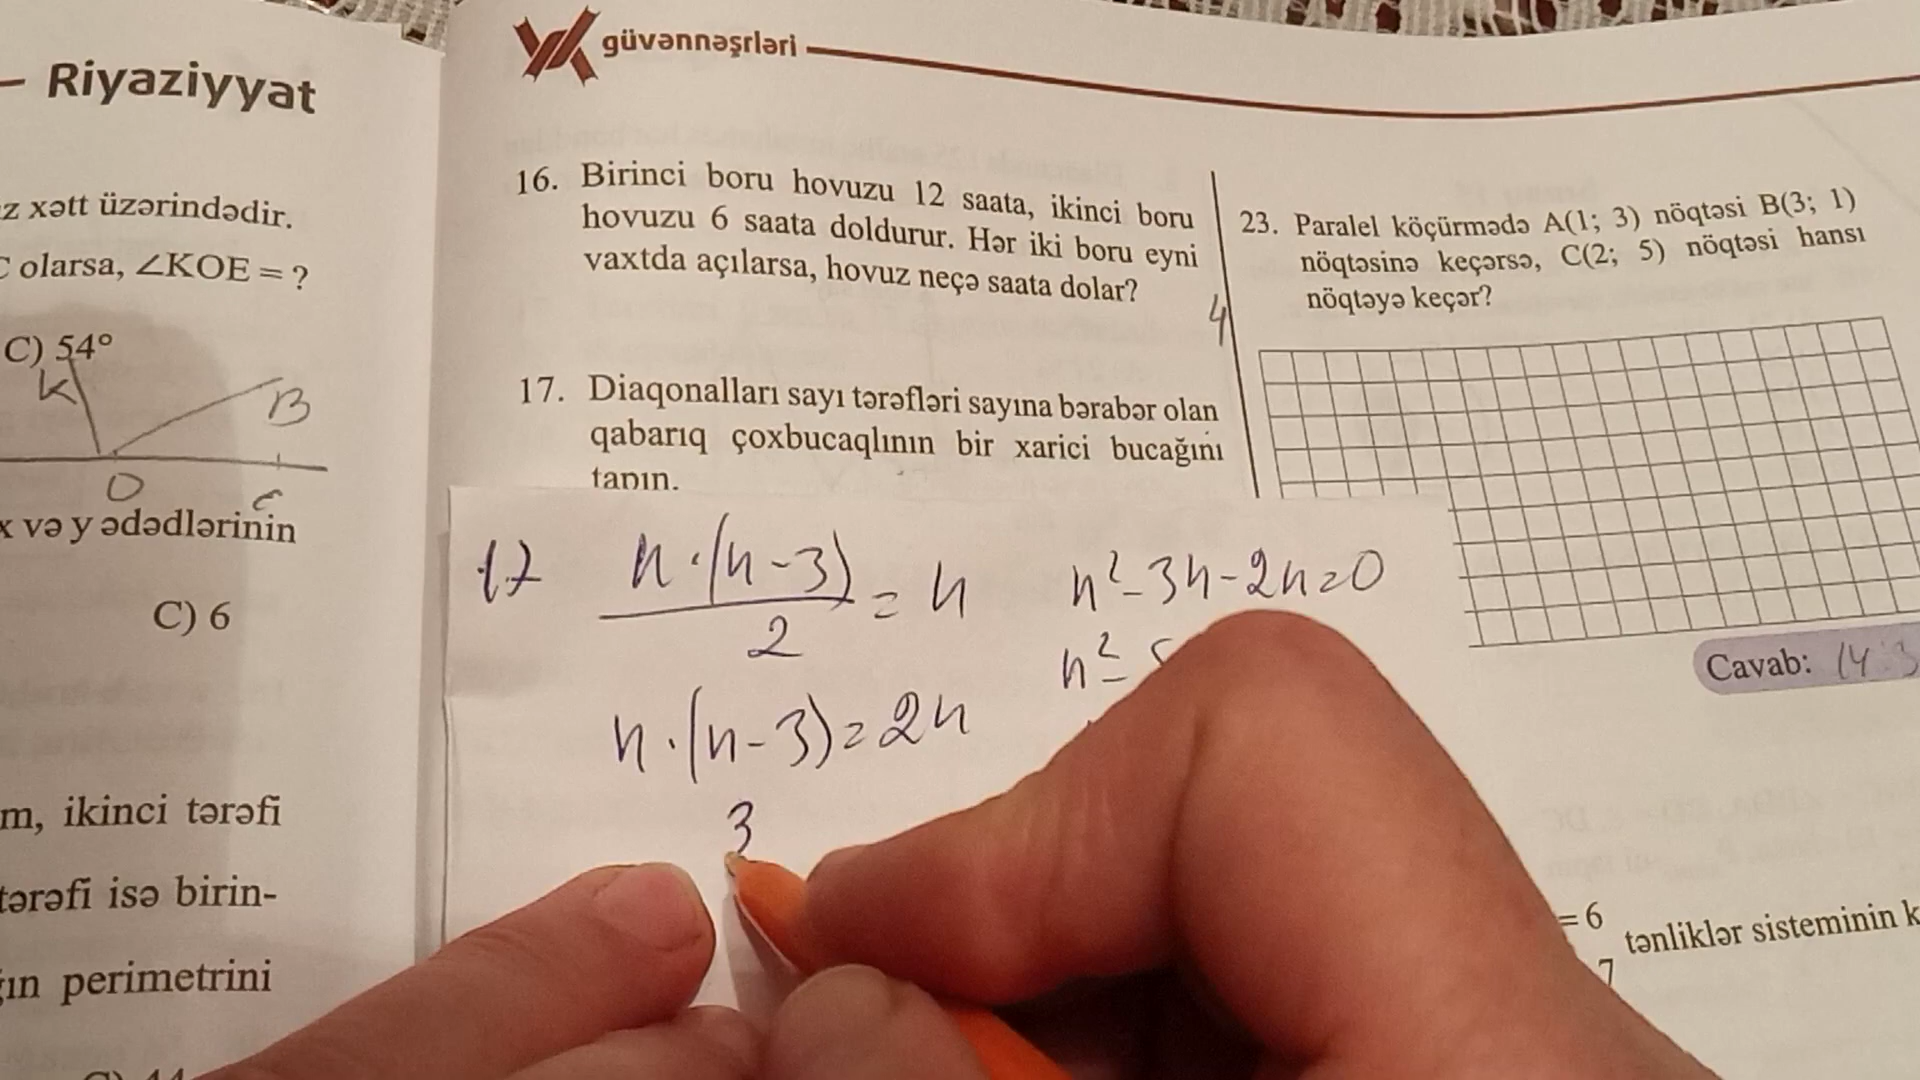 Riyaziyyat
z xətt üzərindədir.
C olarsa, ∠KOE = ?
C) 54°
K
B
O
E
x və y ədədlərinin
C) 6
m, ikinci tərəfi
tərəfi isə birin-
ğın perimetrini
güvənnəşrləri
16. Birinci boru hovuzu 12 saata, ikinci boru
hovuzu 6 saata doldurur. Hər iki boru eyni
vaxtda açılarsa, hovuz neçə saata dolar?
4
17. Diaqonalları sayı tərəfləri sayına bərabər olan
qabarıq çoxbucaqlının bir xarici bucağını
tapın.
17 n·(n-3)/2 = n
n·(n-3)=2n
3
n²-3n-2n=0
n²-
23. Paralel köçürmədə A(1; 3) nöqtəsi B(3; 1)
nöqtəsinə keçərsə, C(2; 5) nöqtəsi hansı
nöqtəyə keçər?
Cavab: (4;3
= 6
7
tənliklər sisteminin k